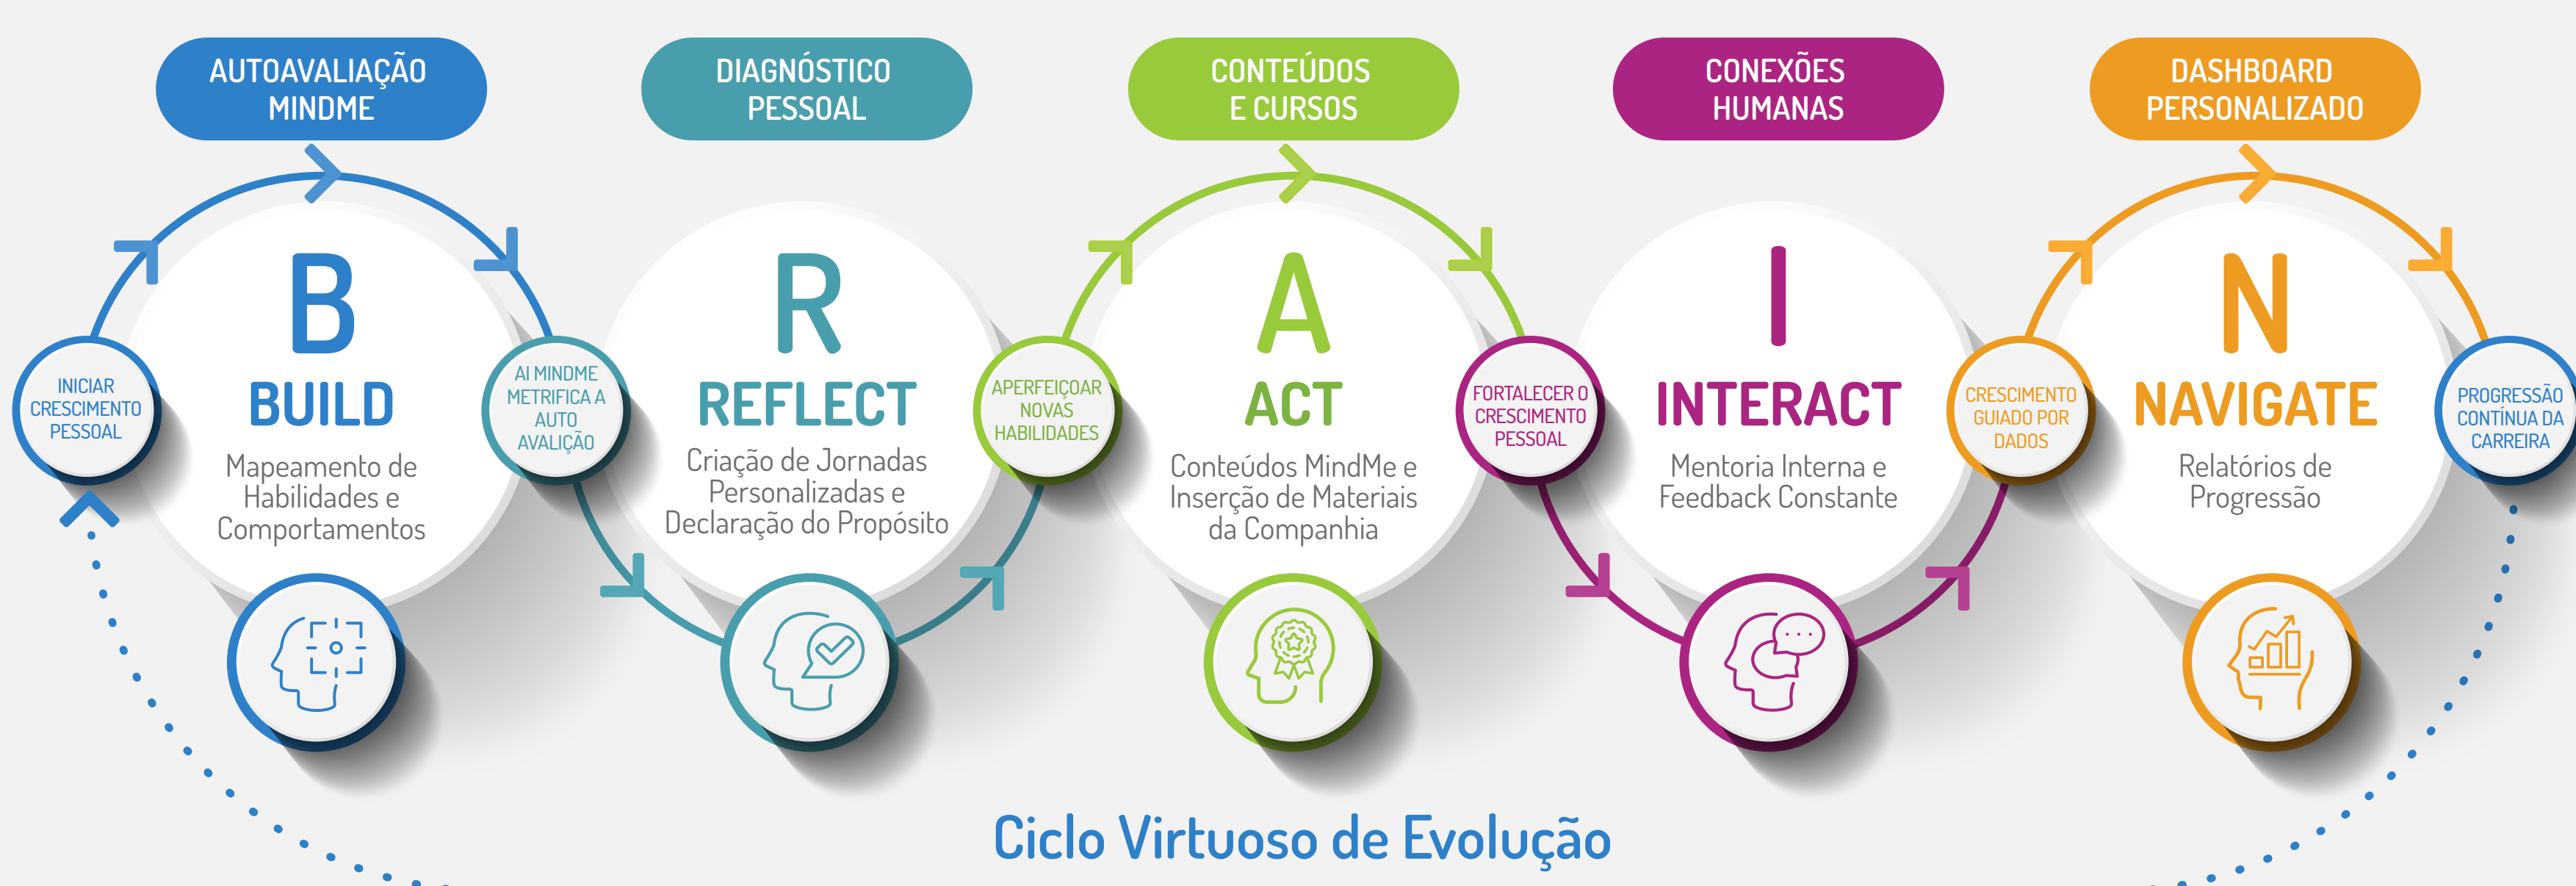 AUTOAVALIAÇÃO
MINDME
DIAGNÓSTICO
PESSOAL
CONTEÚDOS
E CURSOS
CONEXÕES
HUMANAS
DASHBOARD
PERSONALIZADO
INICIAR
CRESCIMENTO
PESSOAL
B
BUILD
Mapeamento de
Habilidades e
Comportamentos
AI MINDME
METRIFICA A
AUTO
AVALIÇÃO
R
REFLECT
Criação de Jornadas
Personalizadas e
Declaração do Propósito
APERFEIÇOAR
NOVAS
HABILIDADES
A
ACT
Conteúdos MindMe e
Inserção de Materiais
da Companhia
FORTALECER O
CRESCIMENTO
PESSOAL
I
INTERACT
Mentoria Interna e
Feedback Constante
CRESCIMENTO
GUIADO POR
DADOS
N
NAVIGATE
Relatórios de
Progressão
PROGRESSÃO
CONTÍNUA DA
CARREIRA
Ciclo Virtuoso de Evolução